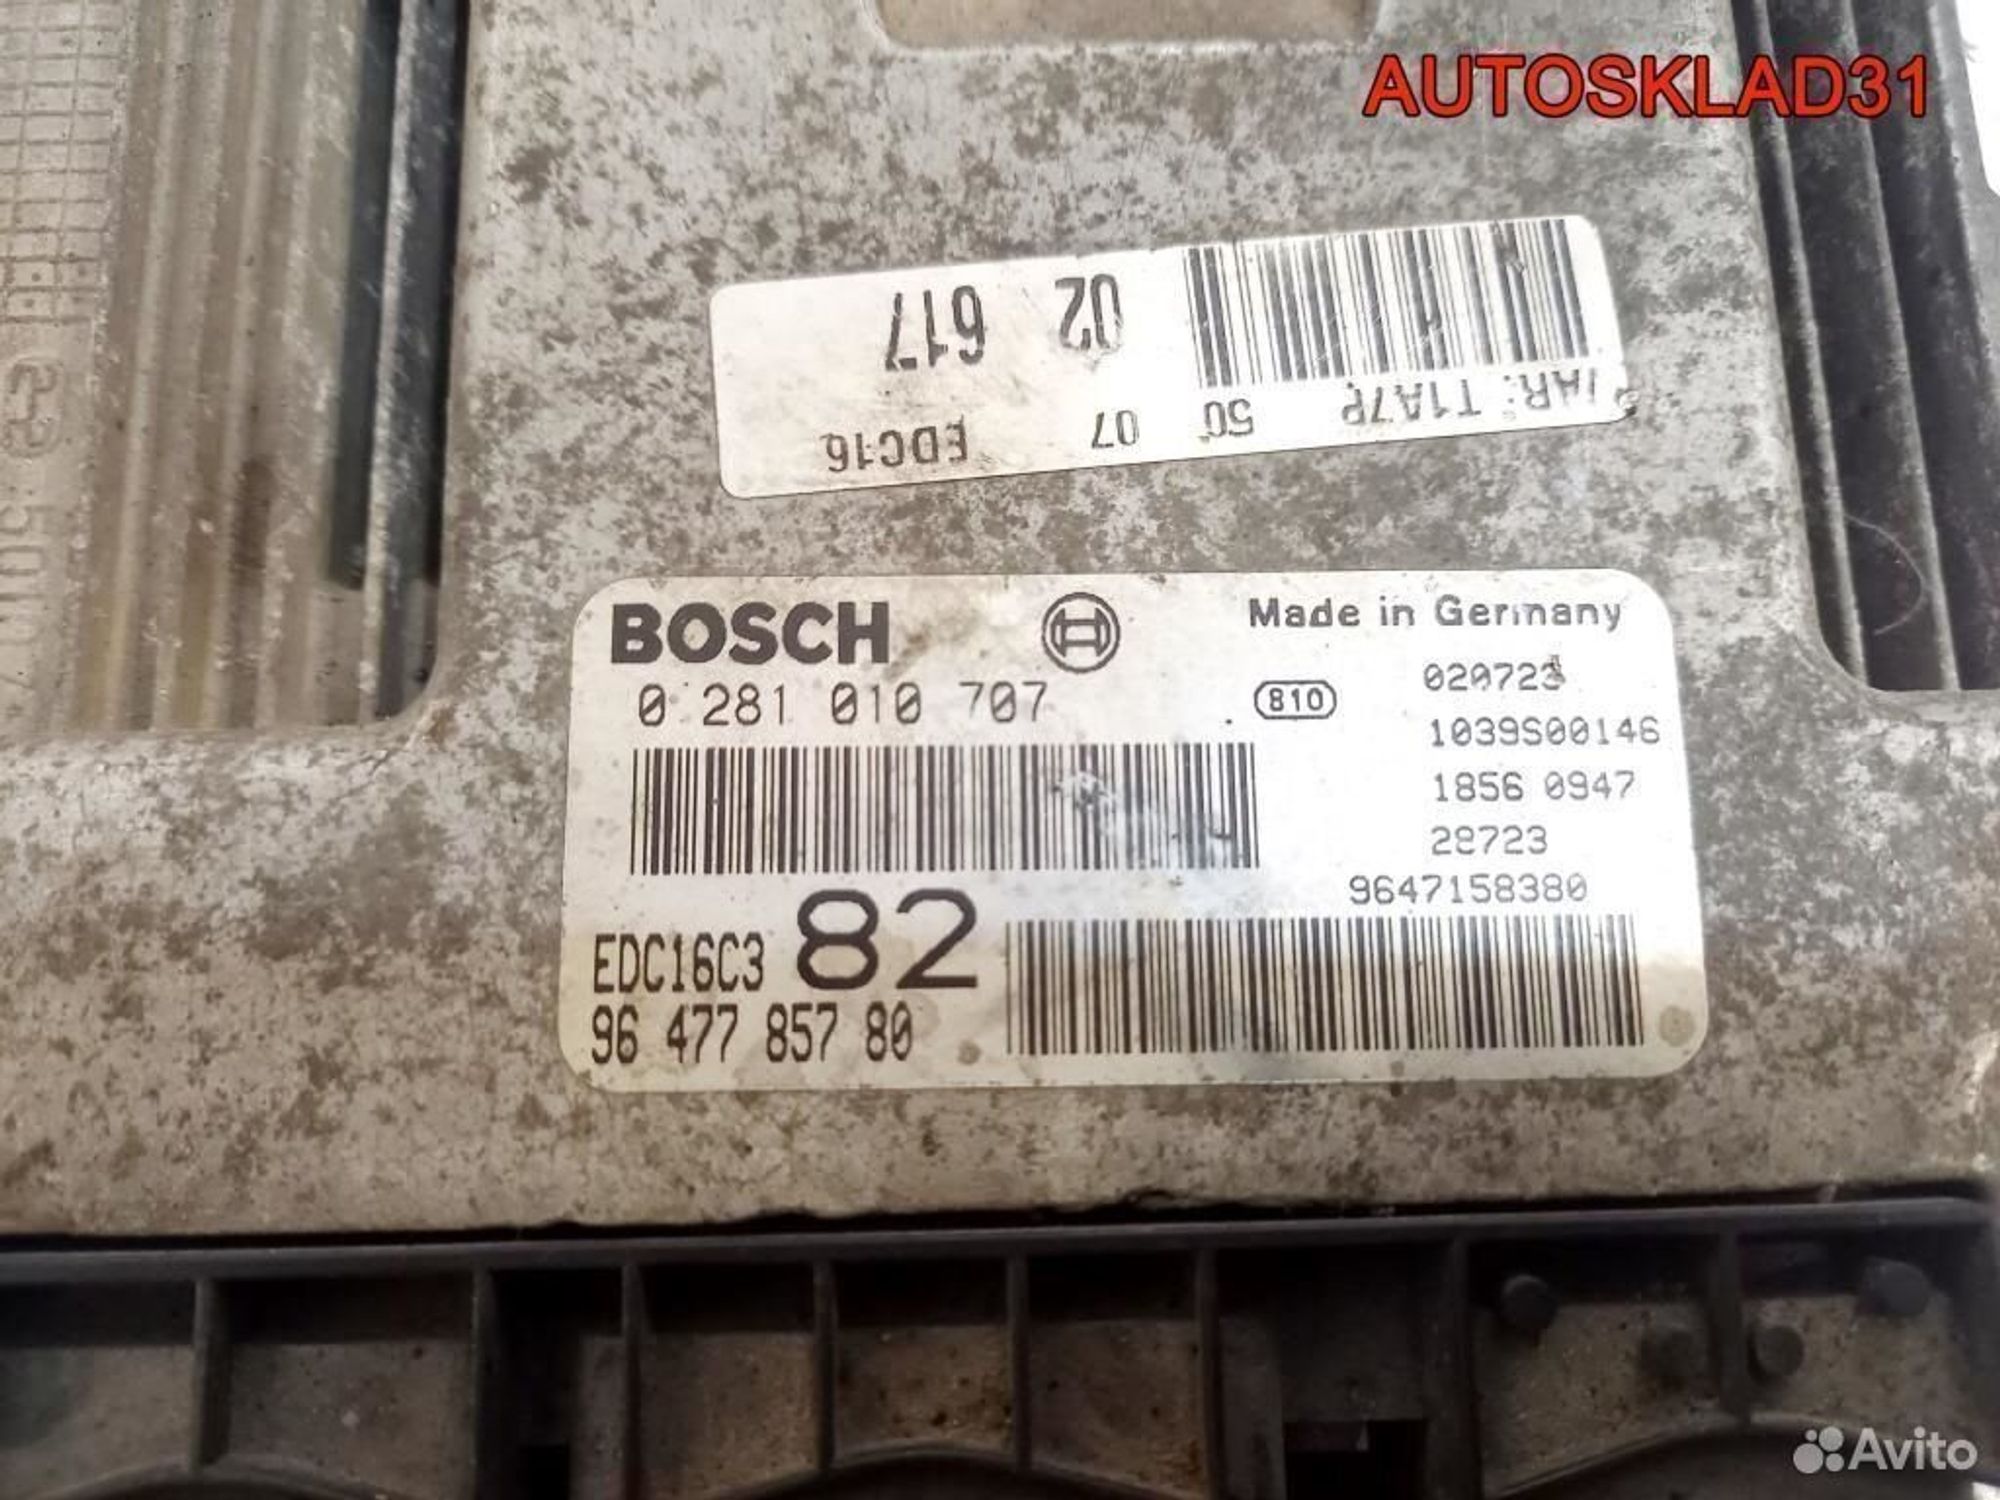 AUTOSKLAD31
02 617
T1A7P 50 07 EDC16
BOSCH
Made in Germany
0 281 010 707
810
020723
1039S00146
1856 0947
28723
9647158380
EDC16C3 82
96 477 857 80
Avito